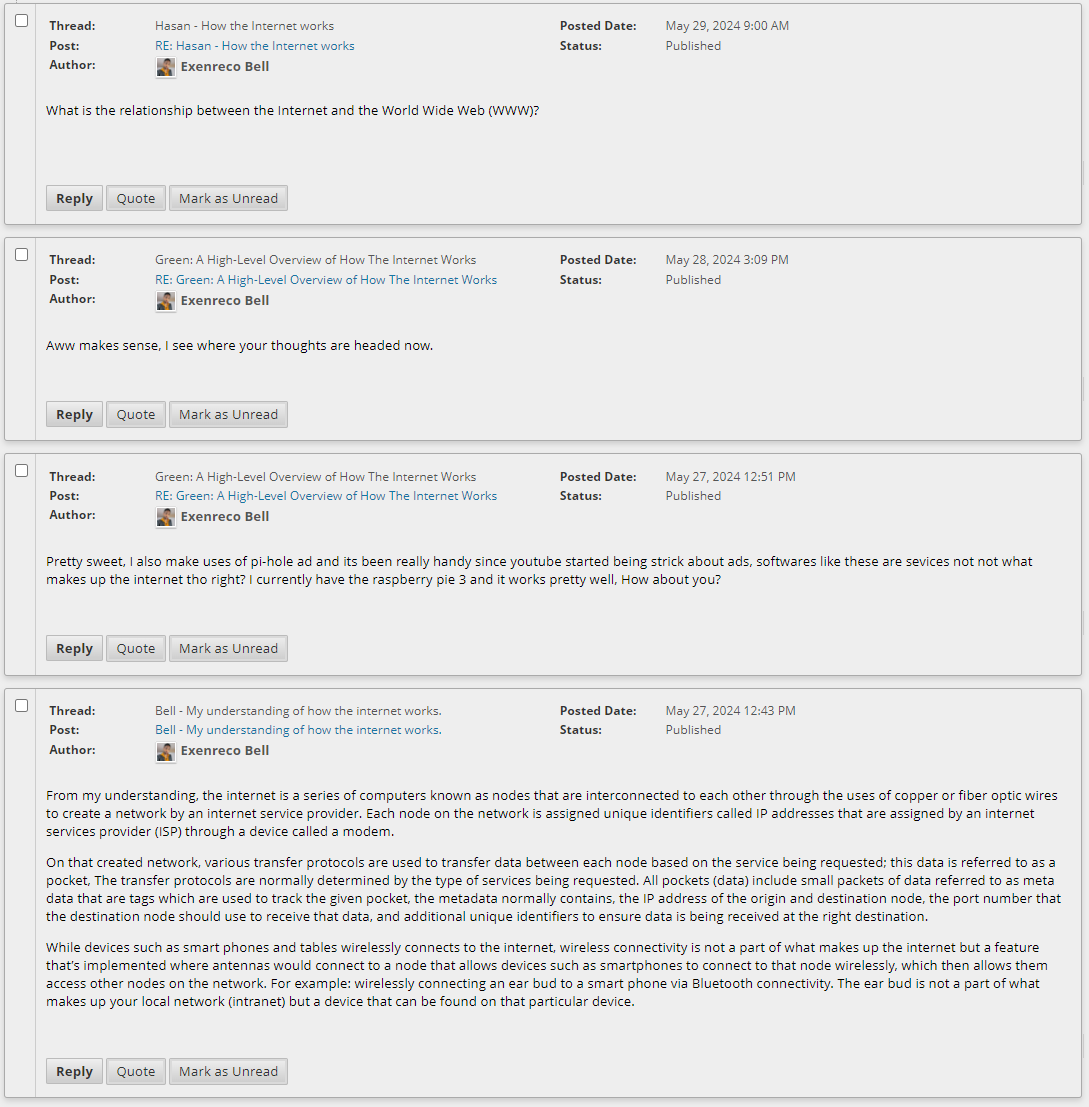 Thread: Hasan - How the Internet works Posted Date: May 29, 2024 9:00 AM
Post: RE: Hasan - How the Internet works Status: Published
Author: Exenreco Bell
What is the relationship between the Internet and the World Wide Web (WWW)?
Reply Quote Mark as Unread
Thread: Green: A High-Level Overview of How The Internet Works Posted Date: May 28, 2024 3:09 PM
Post: RE: Green: A High-Level Overview of How The Internet Works Status: Published
Author: Exenreco Bell
Aww makes sense, I see where your thoughts are headed now.
Reply Quote Mark as Unread
Thread: Green: A High-Level Overview of How The Internet Works Posted Date: May 27, 2024 12:51 PM
Post: RE: Green: A High-Level Overview of How The Internet Works Status: Published
Author: Exenreco Bell
Pretty sweet, I also make uses of pi-hole ad and its been really handy since youtube started being strick about ads, softwares like these are sevices not not what
makes up the internet tho right? I currently have the raspberry pie 3 and it works pretty well, How about you?
Reply Quote Mark as Unread
Thread: Bell - My understanding of how the internet works. Posted Date: May 27, 2024 12:43 PM
Post: Bell - My understanding of how the internet works. Status: Published
Author: Exenreco Bell
From my understanding, the internet is a series of computers known as nodes that are interconnected to each other through the uses of copper or fiber optic wires
to create a network by an internet service provider. Each node on the network is assigned unique identifiers called IP addresses that are assigned by an internet
services provider (ISP) through a device called a modem.
On that created network, various transfer protocols are used to transfer data between each node based on the service being requested; this data is referred to as a
pocket, The transfer protocols are normally determined by the type of services being requested. All pockets (data) include small packets of data referred to as meta
data that are tags which are used to track the given pocket, the metadata normally contains, the IP address of the origin and destination node, the port number that
the destination node should use to receive that data, and additional unique identifiers to ensure data is being received at the right destination.
While devices such as smart phones and tables wirelessly connects to the internet, wireless connectivity is not a part of what makes up the internet but a feature
that's implemented where antennas would connect to a node that allows devices such as smartphones to connect to that node wirelessly, which then allows them
access other nodes on the network. For example: wirelessly connecting an ear bud to a smart phone via Bluetooth connectivity. The ear bud is not a part of what
makes up your local network (intranet) but a device that can be found on that particular device.
Reply Quote Mark as Unread